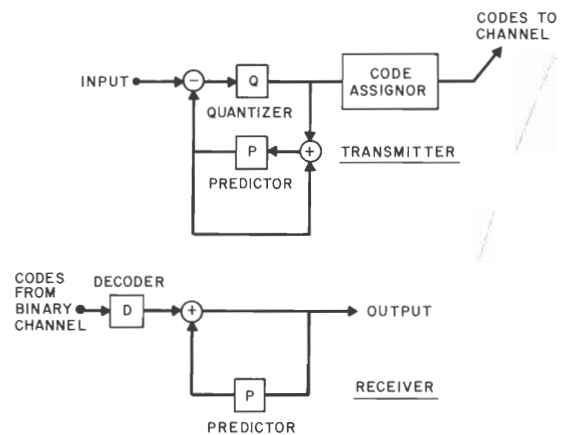 CODES TO
CHANNEL
INPUT
−
Q
CODE
ASSIGNOR
QUANTIZER
P
+
TRANSMITTER
PREDICTOR
CODES
FROM
BINARY
CHANNEL
DECODER
D
+
OUTPUT
P
RECEIVER
PREDICTOR